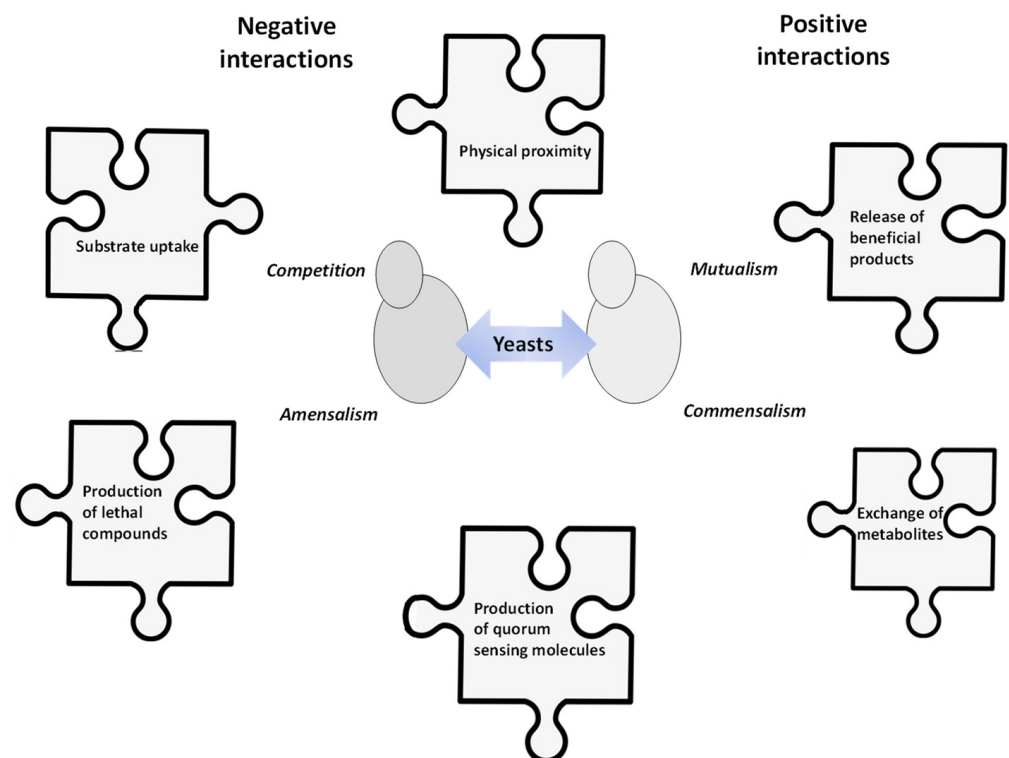 Negative
interactions
Positive
interactions
Physical proximity
Substrate uptake
Release of
beneficial
products
Competition
Mutualism
Yeasts
Amensalism
Commensalism
Production
of lethal
compounds
Exchange of
metabolites
Production
of quorum
sensing molecules